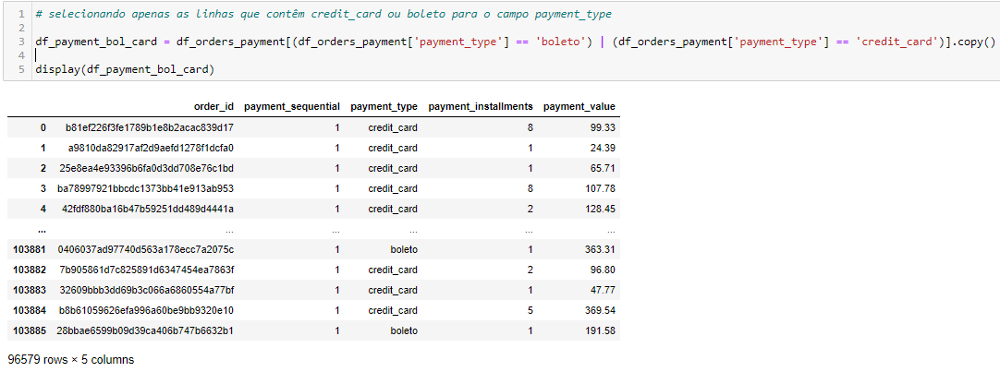 1 # selecionando apenas as linhas que contêm credit_card ou boleto para o campo payment_type
2
3 df_payment_bol_card = df_orders_payment[(df_orders_payment['payment_type'] == 'boleto') | (df_orders_payment['payment_type'] == 'credit_card')].copy()
4
5 display(df_payment_bol_card)
order_id payment_sequential payment_type payment_installments payment_value
0 b81ef226f3fe1789b1e8b2acac839d17 1 credit_card 8 99.33
1 a9810da82917af2d9aefd1278f1dcfa0 1 credit_card 1 24.39
2 25e8ea4e93396b6fa0d3dd708e76c1bd 1 credit_card 1 65.71
3 ba78997921bbcdc1373bb41e913ab953 1 credit_card 8 107.78
4 42fdf880ba16b47b59251dd489d4441a 1 credit_card 2 128.45
... ... ... ... ... ...
103881 0406037ad97740d563a178ecc7a2075c 1 boleto 1 363.31
103882 7b905861d7c825891d6347454ea7863f 1 credit_card 2 96.80
103883 32609bbb3dd69b3c066a6860554a77bf 1 credit_card 1 47.77
103884 b8b61059626efa996a60be9bb9320e10 1 credit_card 5 369.54
103885 28bbae6599b09d39ca406b747b6632b1 1 boleto 1 191.58
96579 rows × 5 columns